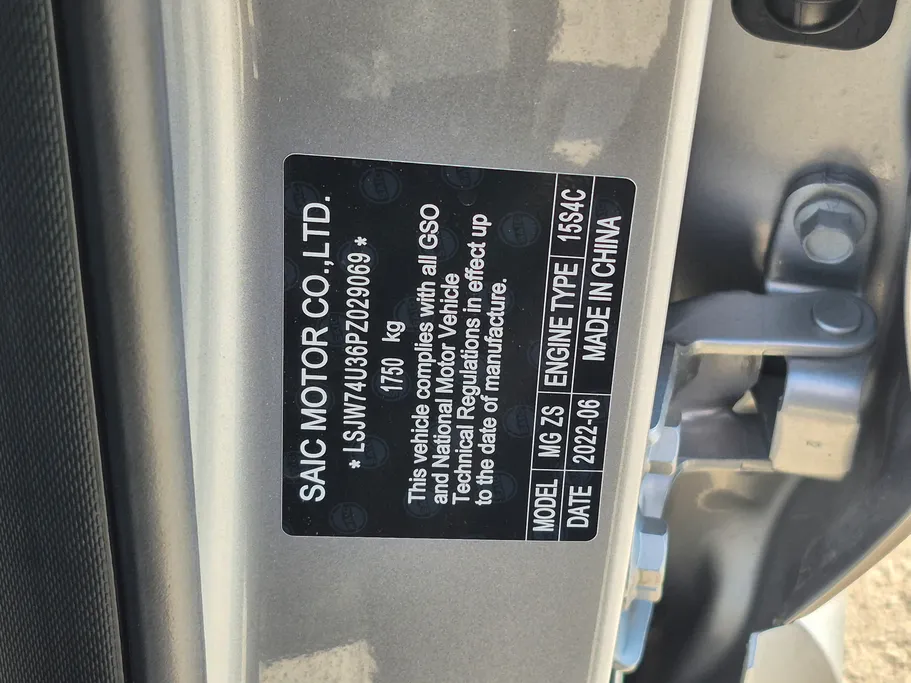 SAIC MOTOR CO.,LTD.
* LSJW74U36PZ029069 *
1750 kg
This vehicle complies with all GSO
and National Motor Vehicle
Technical Regulations in effect up
to the date of manufacture.
MODEL MG ZS ENGINE TYPE 15S4C
DATE 2022-06 MADE IN CHINA